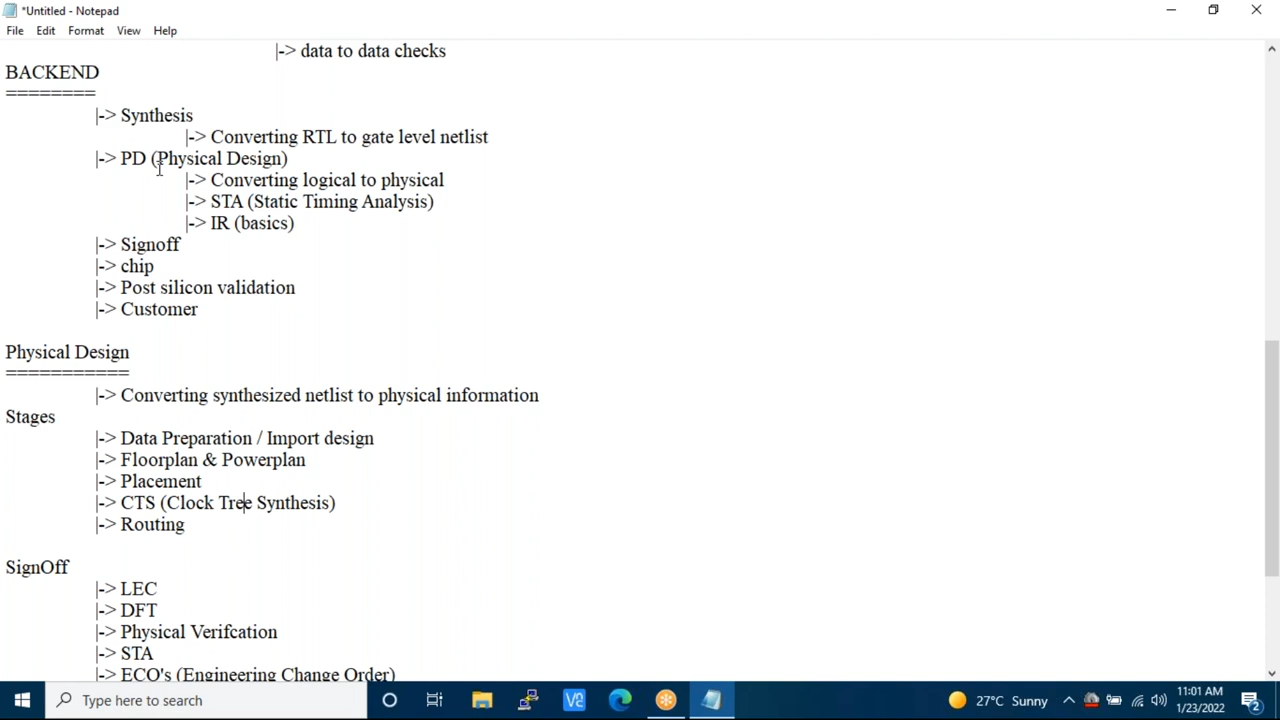 *Untitled - Notepad
File Edit Format View Help
|-> data to data checks
BACKEND
========
|-> Synthesis
|-> Converting RTL to gate level netlist
|-> PD (Physical Design)
|-> Converting logical to physical
|-> STA (Static Timing Analysis)
|-> IR (basics)
|-> Signoff
|-> chip
|-> Post silicon validation
|-> Customer
Physical Design
===========
|-> Converting synthesized netlist to physical information
Stages
|-> Data Preparation / Import design
|-> Floorplan & Powerplan
|-> Placement
|-> CTS (Clock Tree Synthesis)
|-> Routing
SignOff
|-> LEC
|-> DFT
|-> Physical Verifcation
|-> STA
|-> ECO's (Engineering Change Order)
Type here to search
27°C Sunny
11:01 AM
1/23/2022
2